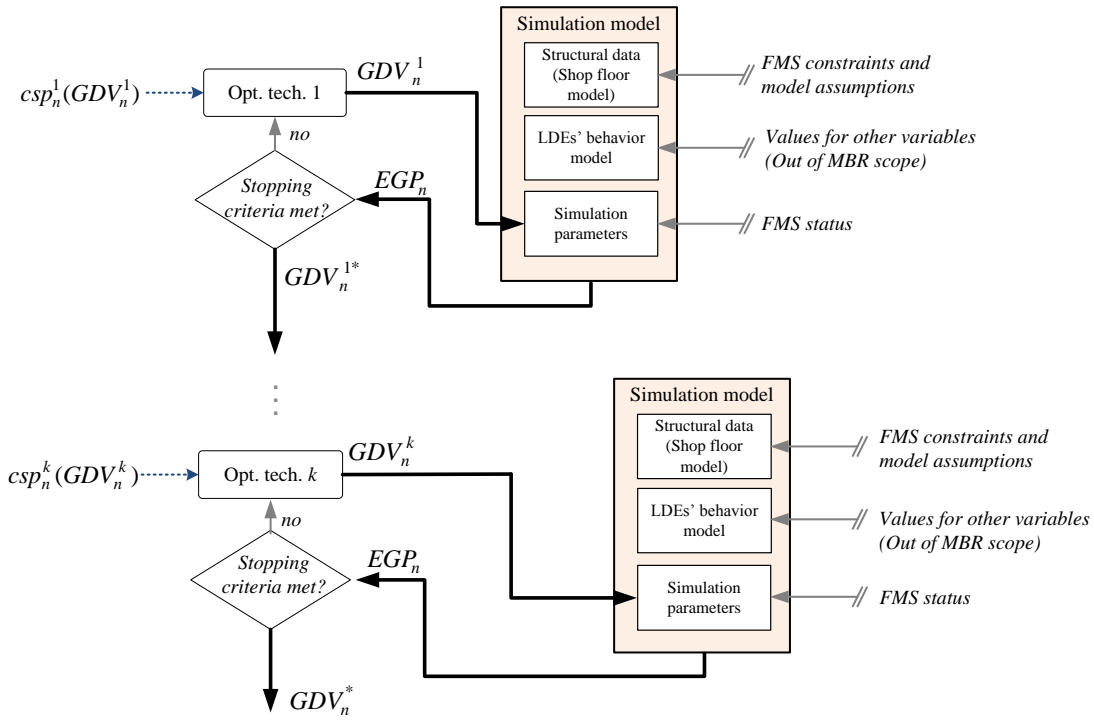 Simulation model
Structural data
(Shop floor
model)
LDEs' behavior
model
Simulation
parameters
FMS constraints and
model assumptions
Values for other variables
(Out of MBR scope)
FMS status
csp_n^1(GDV_n^1)
Opt. tech. 1
GDV_n^1
no
Stopping
criteria met?
EGP_n
GDV_n^{1*}
⋮
Simulation model
Structural data
(Shop floor
model)
LDEs' behavior
model
Simulation
parameters
FMS constraints and
model assumptions
Values for other variables
(Out of MBR scope)
FMS status
csp_n^k(GDV_n^k)
Opt. tech. k
GDV_n^k
no
Stopping
criteria met?
EGP_n
GDV_n^*